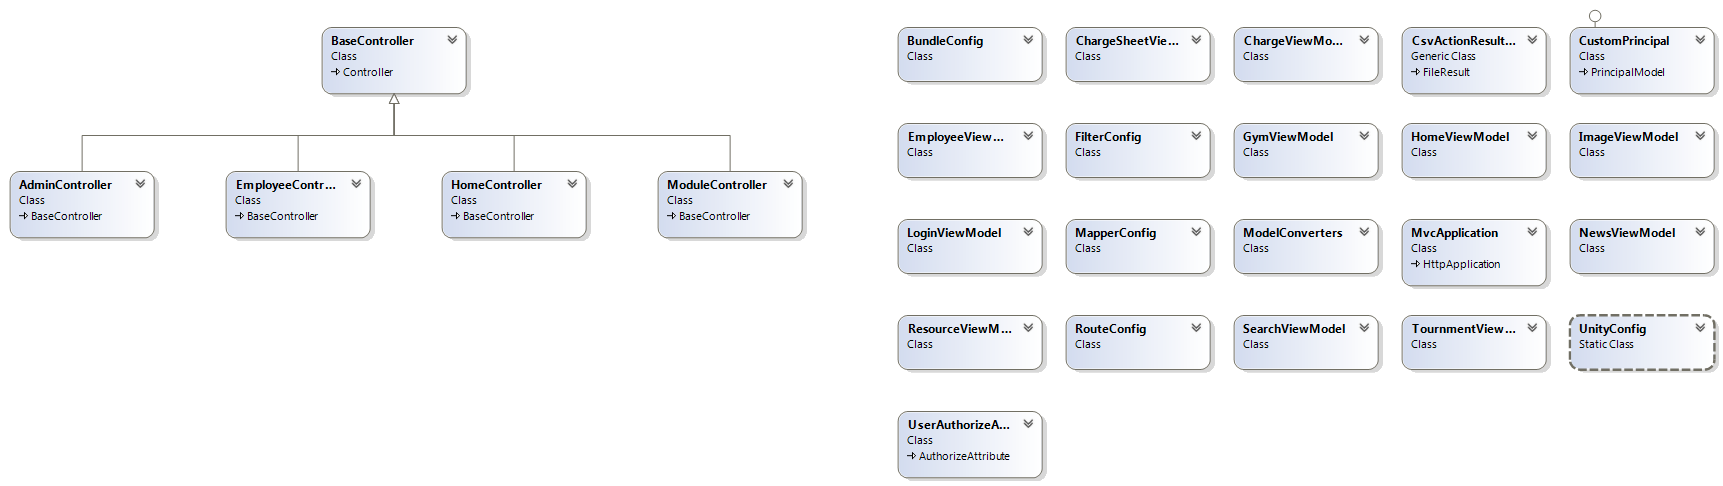 BaseController
Class
Controller
AdminController
Class
BaseController
EmployeeContr...
Class
BaseController
HomeController
Class
BaseController
ModuleController
Class
BaseController
BundleConfig
Class
ChargeSheetVie...
Class
ChargeViewMo...
Class
CsvActionResult...
Generic Class
FileResult
CustomPrincipal
Class
PrincipalModel
EmployeeView...
Class
FilterConfig
Class
GymViewModel
Class
HomeViewModel
Class
ImageViewModel
Class
LoginViewModel
Class
MapperConfig
Class
ModelConverters
Class
MvcApplication
Class
HttpApplication
NewsViewModel
Class
ResourceViewM...
Class
RouteConfig
Class
SearchViewModel
Class
TournmentView...
Class
UnityConfig
Static Class
UserAuthorizeA...
Class
AuthorizeAttribute